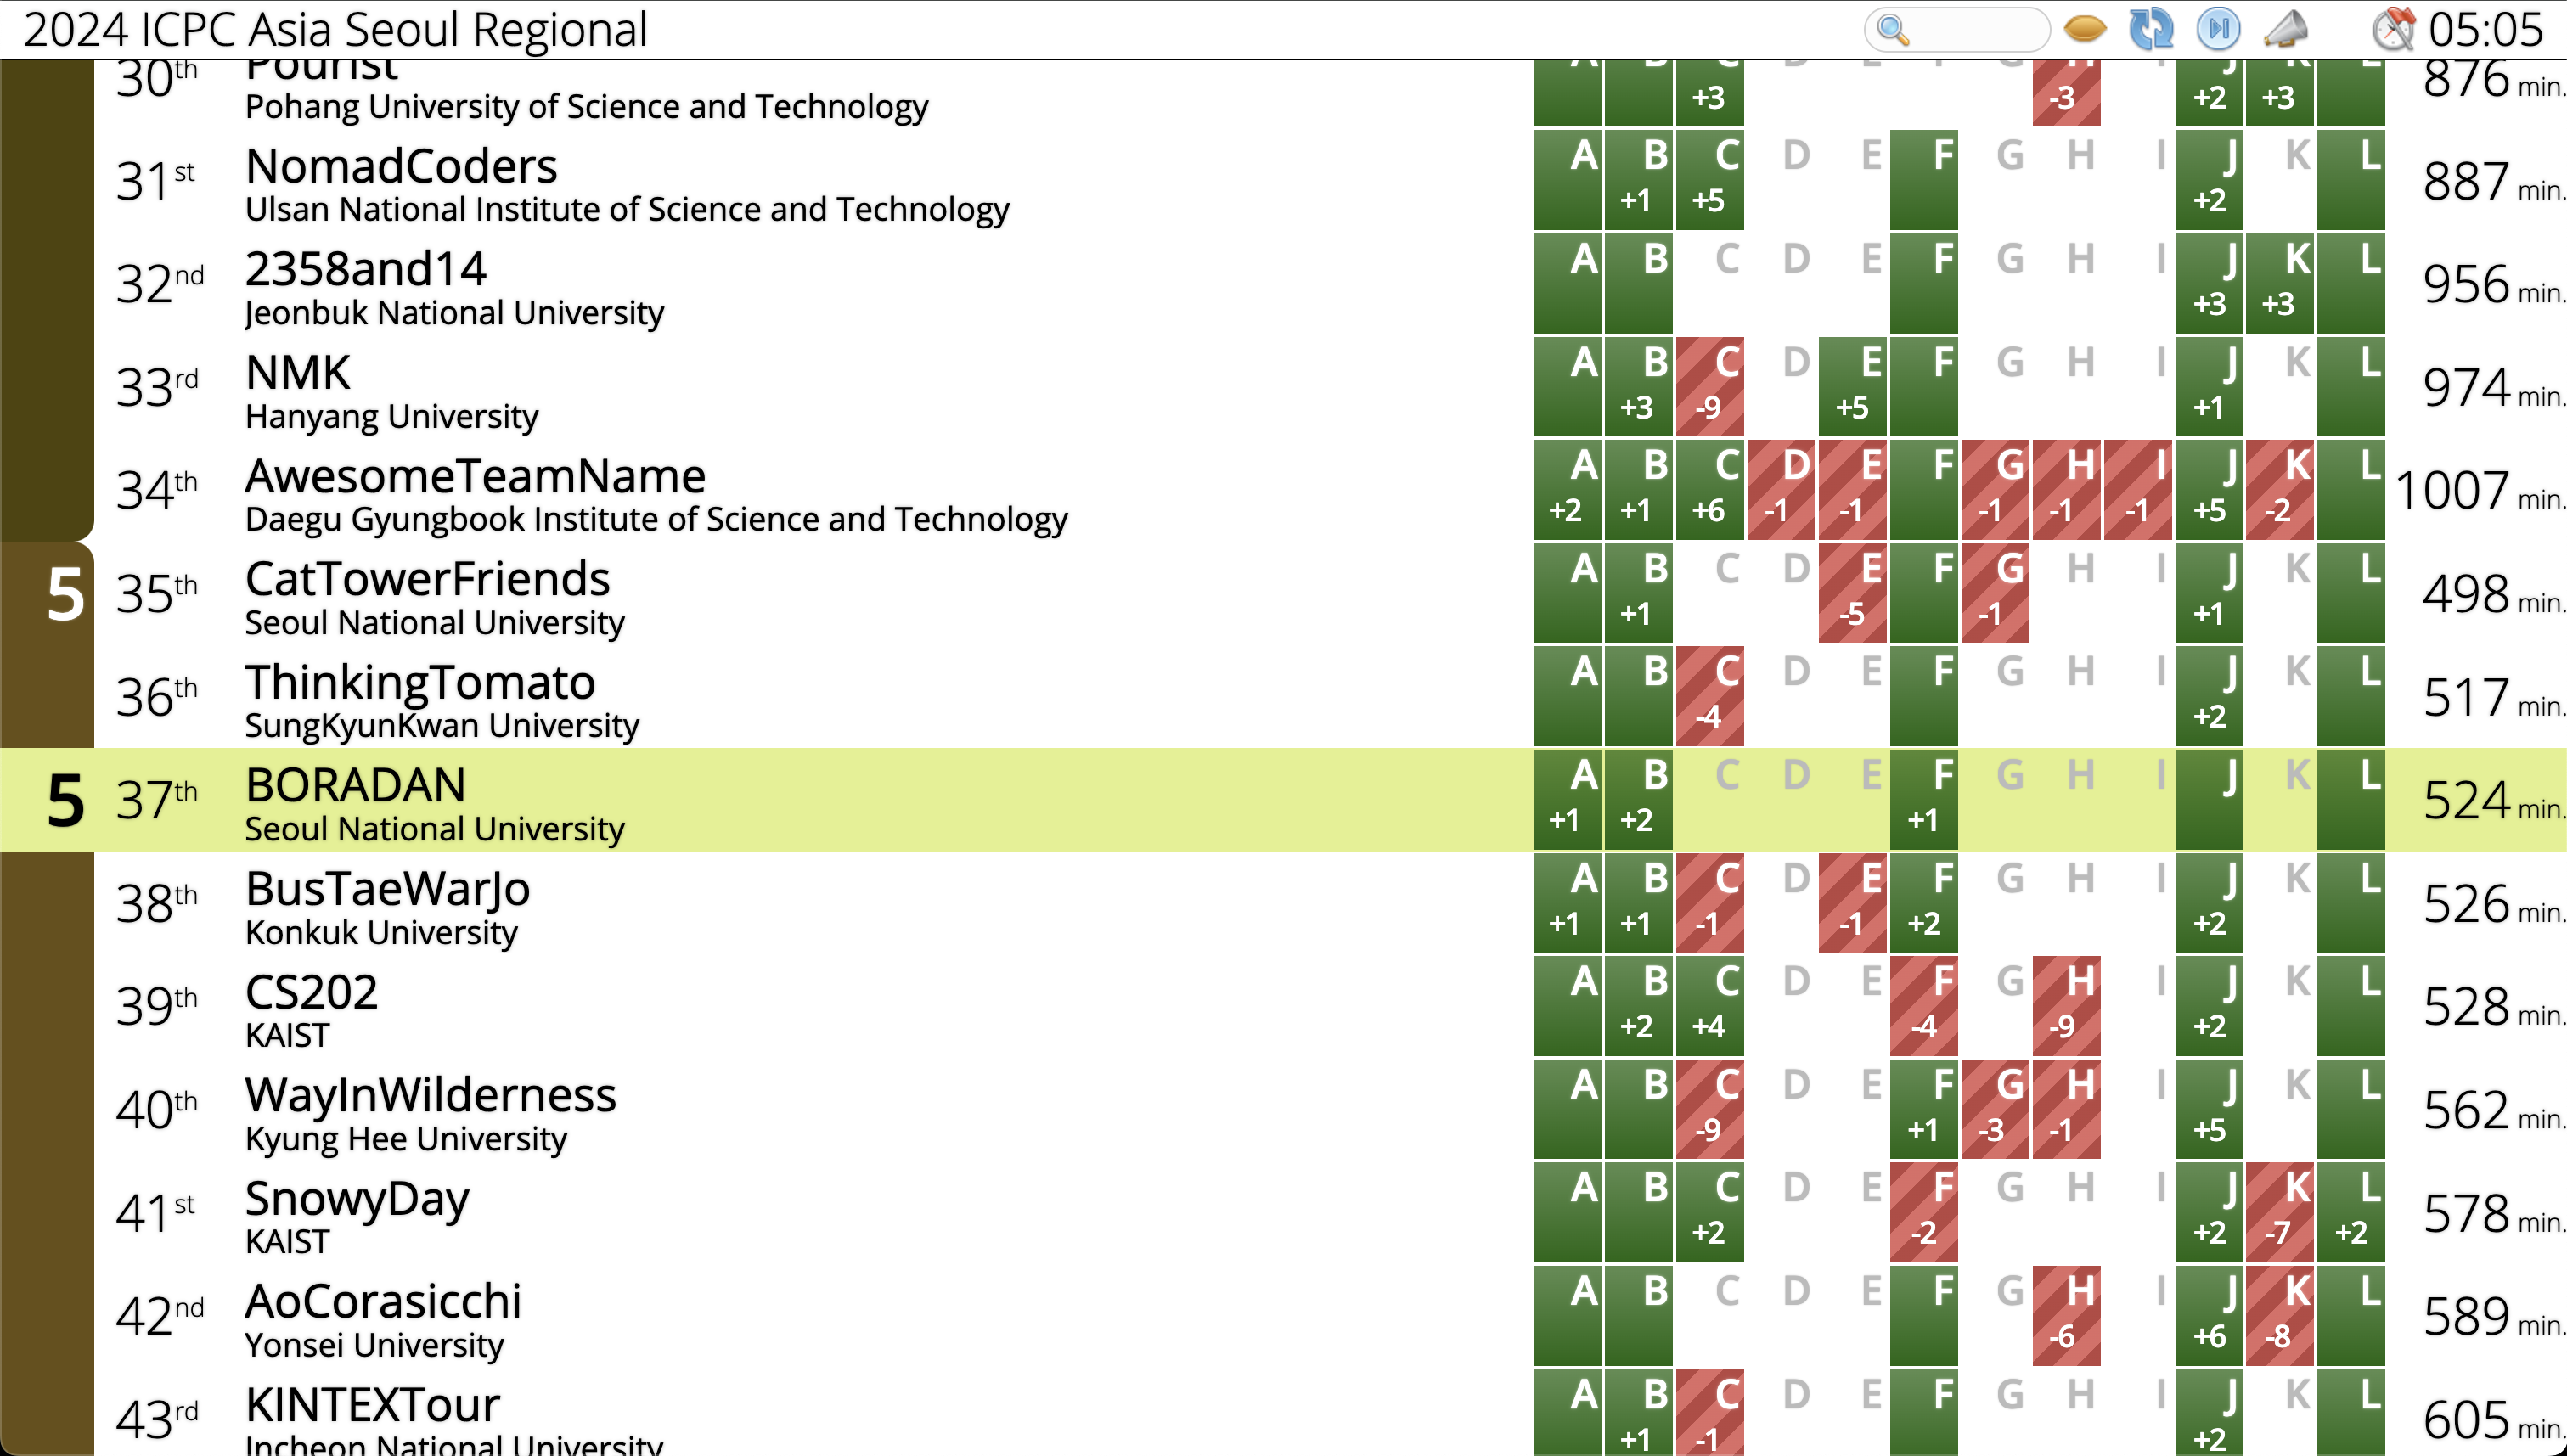 2024 ICPC Asia Seoul Regional 05:05
30th Pourist A B C D E F G H I J K L 876 min.
Pohang University of Science and Technology +3 -3 +2 +3
31st NomadCoders A B C D E F G H I J K L 887 min.
Ulsan National Institute of Science and Technology +1 +5 +2
32nd 2358and14 A B C D E F G H I J K L 956 min.
Jeonbuk National University +3 +3
33rd NMK A B C D E F G H I J K L 974 min.
Hanyang University +3 -9 +5 +1
34th AwesomeTeamName A B C D E F G H I J K L 1007 min.
Daegu Gyungbook Institute of Science and Technology +2 +1 +6 -1 -1 -1 -1 -1 +5 -2
5 35th CatTowerFriends A B C D E F G H I J K L 498 min.
Seoul National University +1 -5 -1 +1
36th ThinkingTomato A B C D E F G H I J K L 517 min.
SungKyunKwan University -4 +2
5 37th BORADAN A B C D E F G H I J K L 524 min.
Seoul National University +1 +2 +1
38th BusTaeWarJo A B C D E F G H I J K L 526 min.
Konkuk University +1 +1 -1 -1 +2 +2
39th CS202 A B C D E F G H I J K L 528 min.
KAIST +2 +4 -4 -9 +2
40th WayInWilderness A B C D E F G H I J K L 562 min.
Kyung Hee University -9 +1 -3 -1 +5
41st SnowyDay A B C D E F G H I J K L 578 min.
KAIST +2 -2 +2 -7 +2
42nd AoCorasicchi A B C D E F G H I J K L 589 min.
Yonsei University -6 +6 -8
43rd KINTEXTour A B C D E F G H I J K L 605 min.
Incheon National University +1 -1 +2